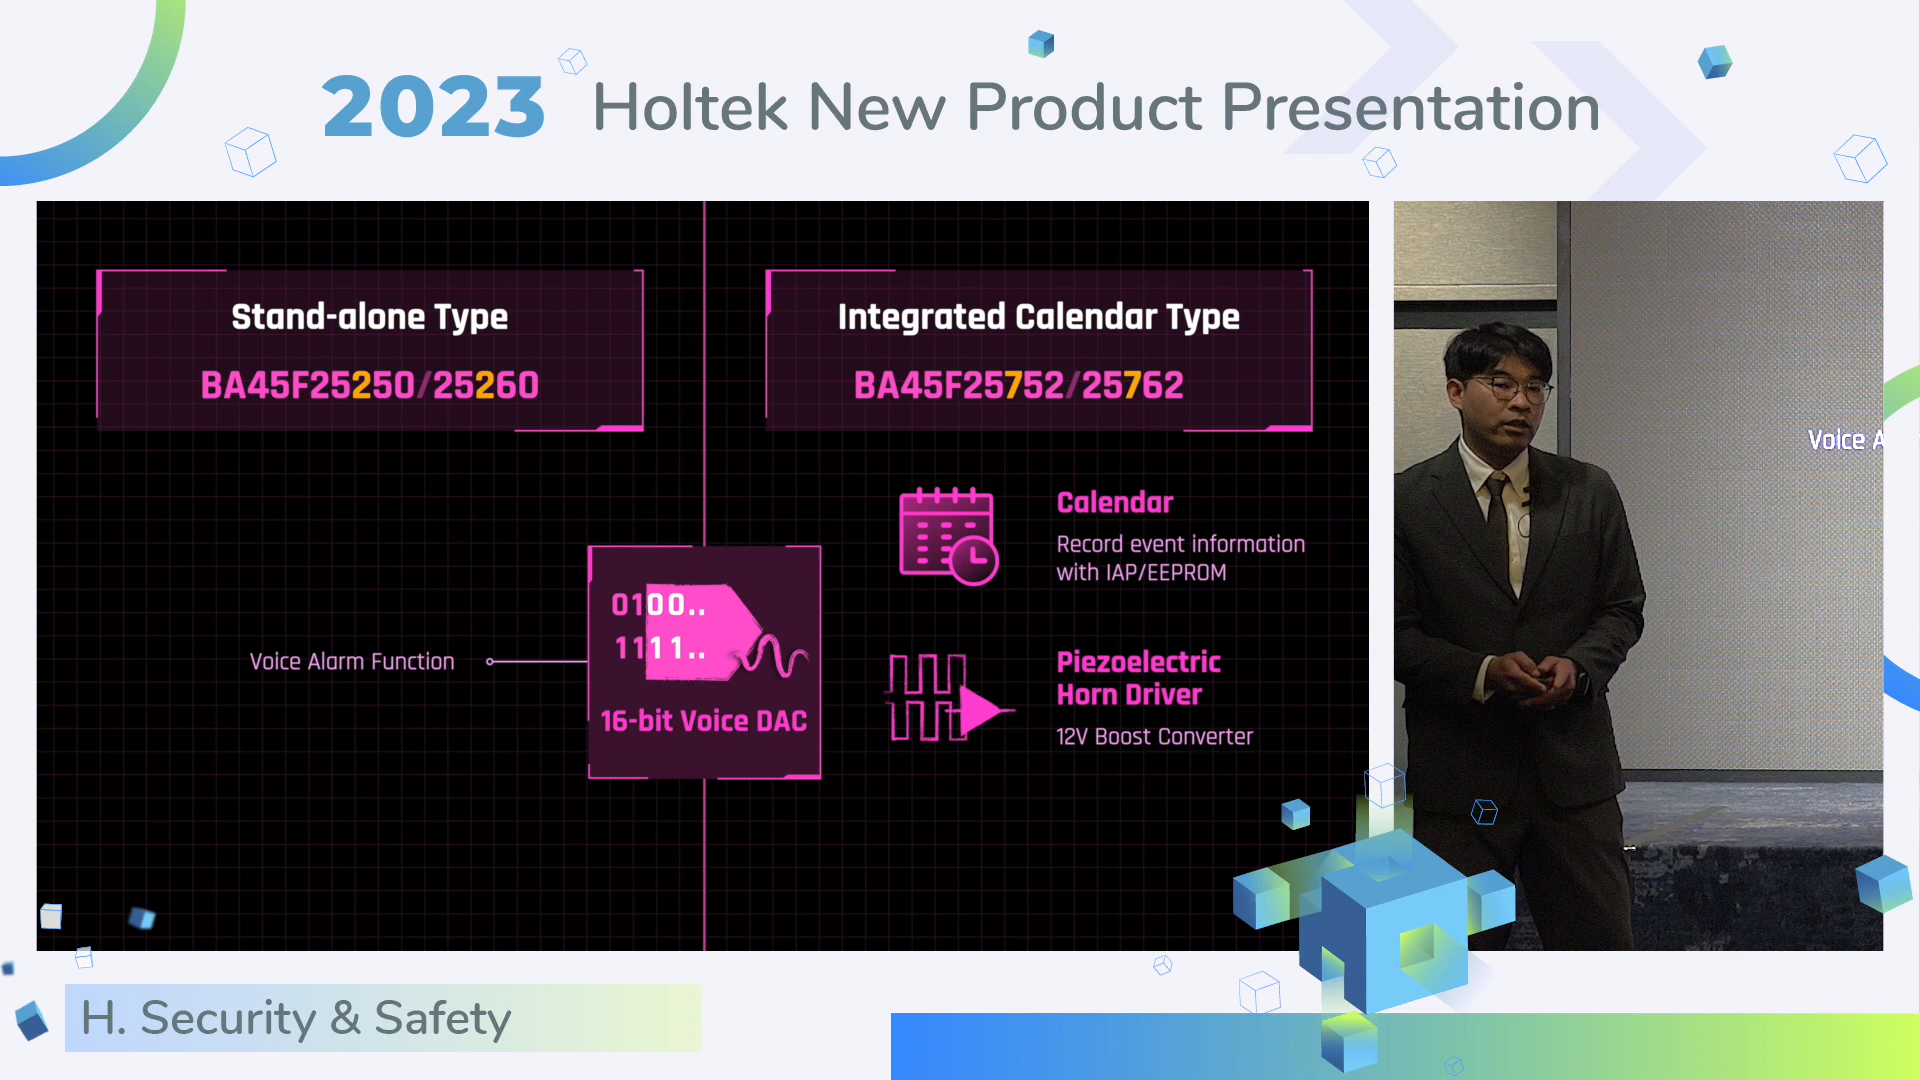 2023 Holtek New Product Presentation
Stand-alone Type
BA45F25250/25260
Integrated Calendar Type
BA45F25752/25762
Calendar
Record event information
with IAP/EEPROM
0100..
1111..
Voice Alarm Function
16-bit Voice DAC
Piezoelectric
Horn Driver
12V Boost Converter
Voice A
H. Security & Safety